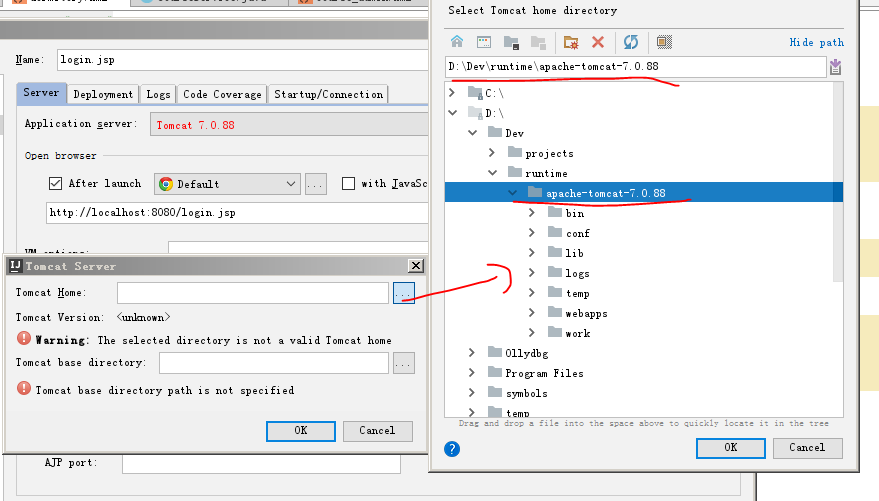 Name: login.jsp
Server Deployment Logs Code Coverage Startup/Connection
Application server: Tomcat 7.0.88
Open browser
After launch Default ... with JavaSc
http://localhost:8080/login.jsp
VM options:
Tomcat Server
Tomcat Home: ...
Tomcat Version: <unknown>
Warning: The selected directory is not a valid Tomcat home
Tomcat base directory: ...
Tomcat base directory path is not specified
OK Cancel
AJP port:
Select Tomcat home directory
Hide path
D:\Dev\runtime\apache-tomcat-7.0.88
C:\
D:\
Dev
projects
runtime
apache-tomcat-7.0.88
bin
conf
lib
logs
temp
webapps
work
Ollydbg
Program Files
symbols
temp
Drag and drop a file into the space above to quickly locate it in the tree
? OK Cancel